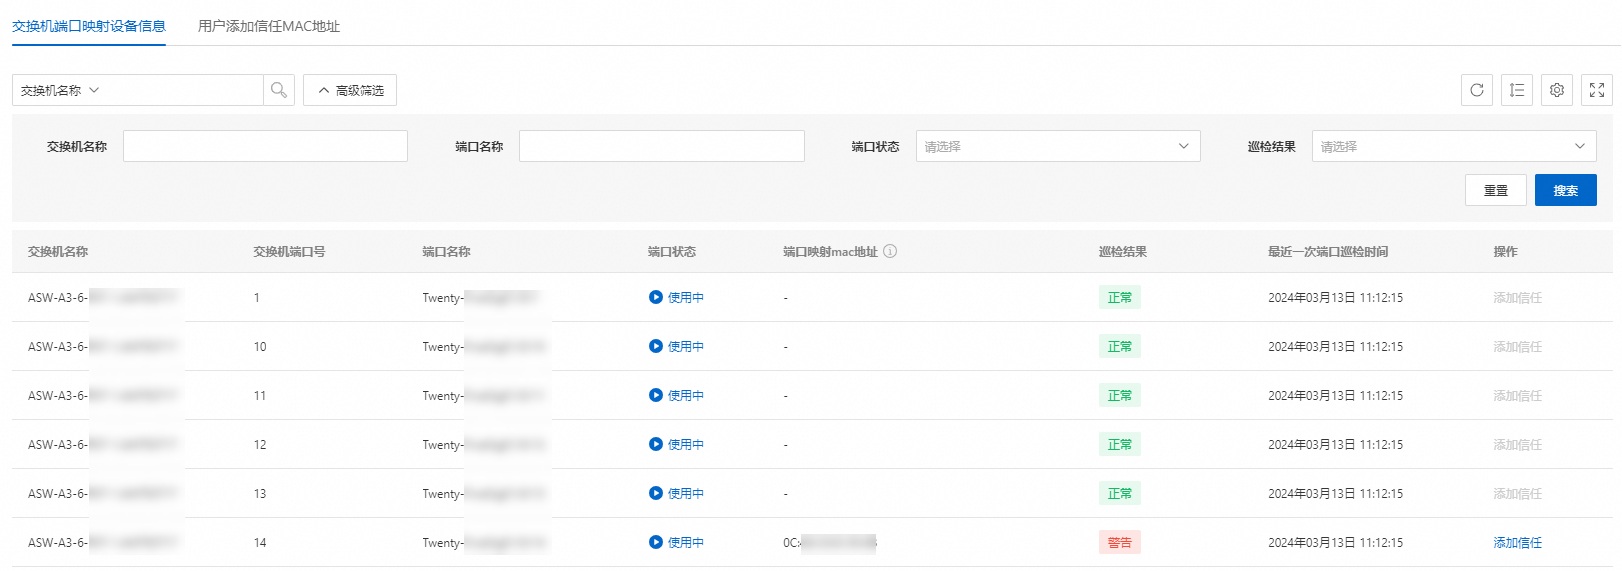 交换机端口映射设备信息 用户添加信任MAC地址
交换机名称 高级筛选
交换机名称 端口名称 端口状态 请选择 巡检结果 请选择
重置 搜索
交换机名称 交换机端口号 端口名称 端口状态 端口映射mac地址 巡检结果 最近一次端口巡检时间 操作
ASW-A3-6- 1 Twenty- 使用中 - 正常 2024年03月13日 11:12:15 添加信任
ASW-A3-6- 10 Twenty- 使用中 - 正常 2024年03月13日 11:12:15 添加信任
ASW-A3-6- 11 Twenty- 使用中 - 正常 2024年03月13日 11:12:15 添加信任
ASW-A3-6- 12 Twenty- 使用中 - 正常 2024年03月13日 11:12:15 添加信任
ASW-A3-6- 13 Twenty- 使用中 - 正常 2024年03月13日 11:12:15 添加信任
ASW-A3-6- 14 Twenty- 使用中 0C: 警告 2024年03月13日 11:12:15 添加信任